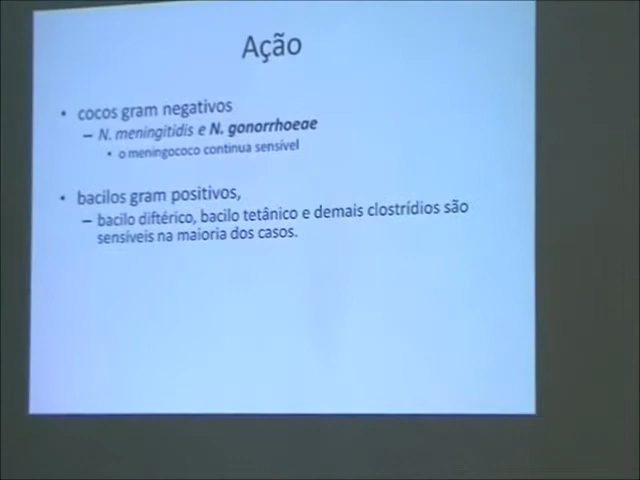 Ação
• cocos gram negativos
– N. meningitidis e N. gonorrhoeae
• o meningococo continua sensível
• bacilos gram positivos,
– bacilo diftérico, bacilo tetânico e demais clostrídios são
sensíveis na maioria dos casos.